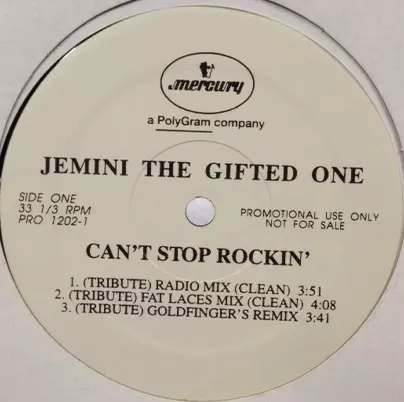 mercury
a PolyGram company
JEMINI THE GIFTED ONE
SIDE ONE
33 1/3 RPM
PRO 1202-1
PROMOTIONAL USE ONLY
NOT FOR SALE
CAN'T STOP ROCKIN'
1. (TRIBUTE) RADIO MIX (CLEAN) 3:51
2. (TRIBUTE) FAT LACES MIX (CLEAN) 4:08
3. (TRIBUTE) GOLDFINGER'S REMIX 3:41